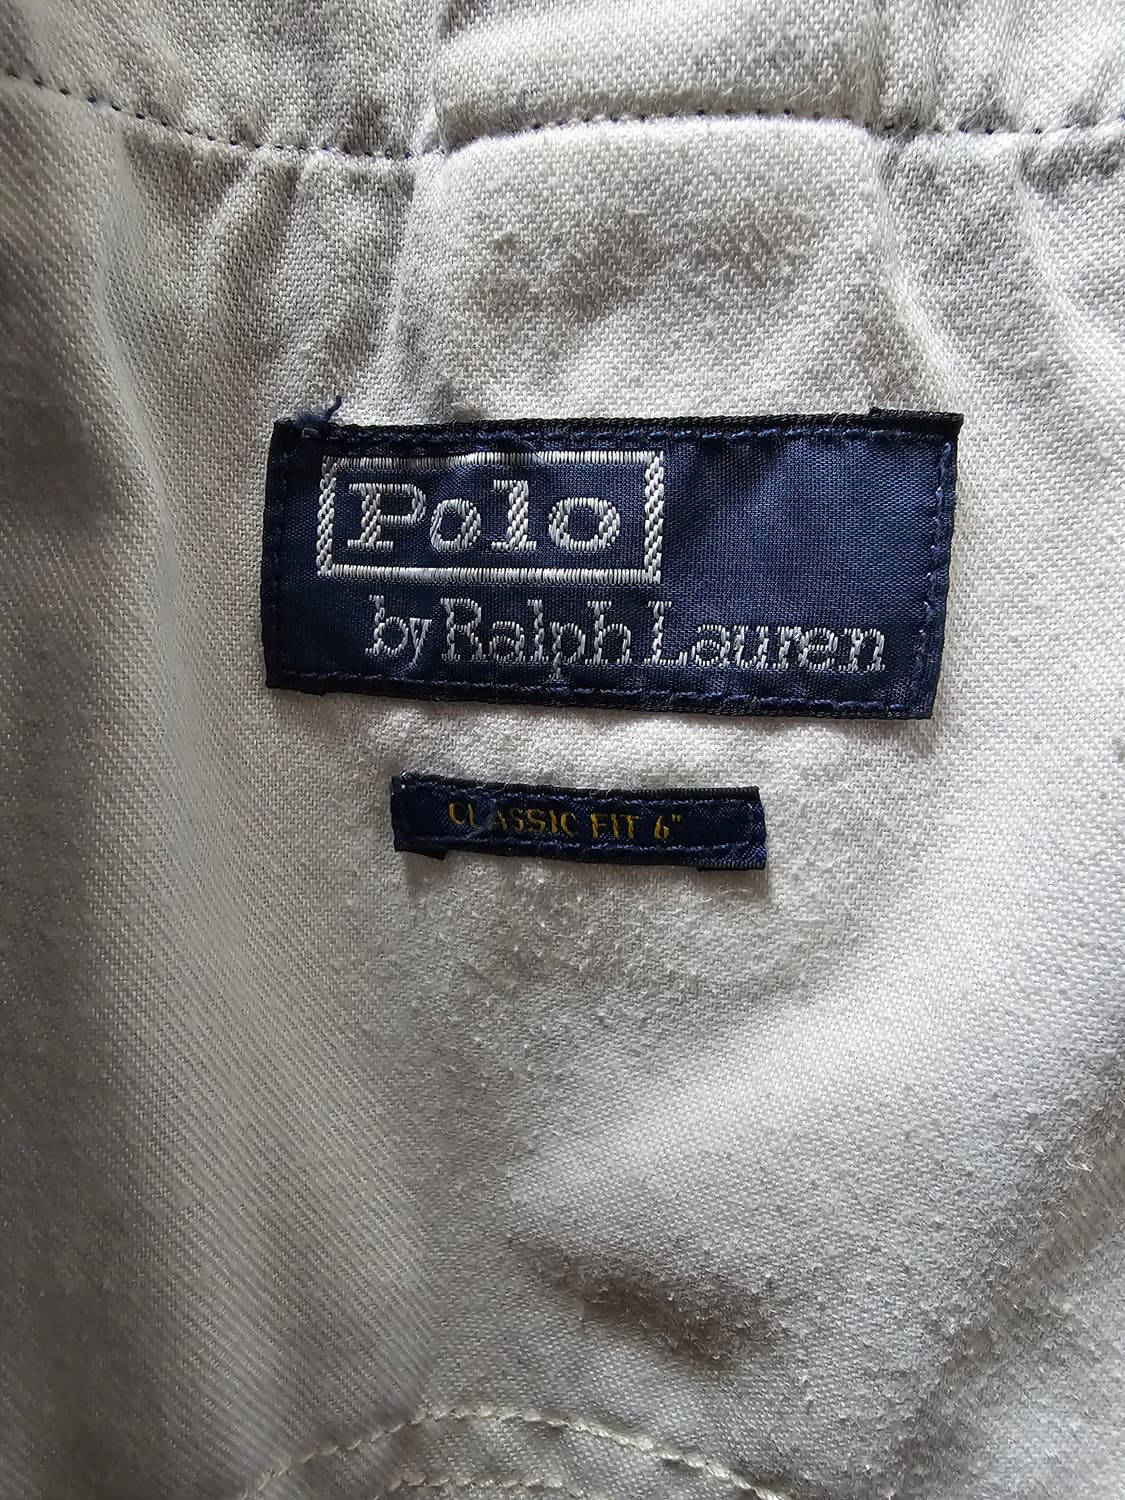 Polo
by Ralph Lauren
CLASSIC FIT 6"